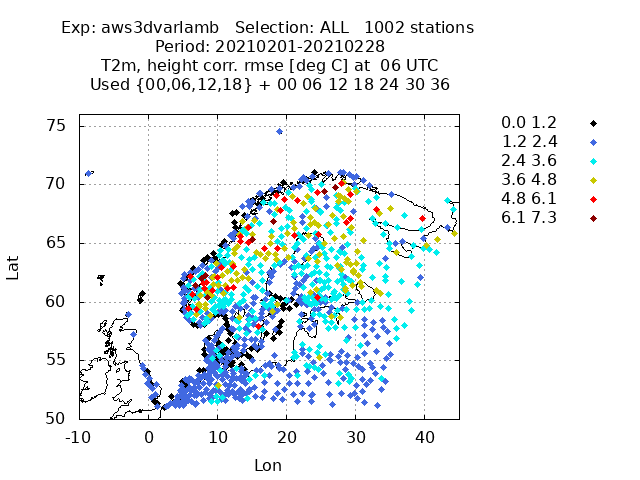 Exp: aws3dvarlamb   Selection: ALL   1002 stations
Period: 20210201-20210228
T2m, height corr. rmse [deg C] at  06 UTC
Used {00,06,12,18} + 00 06 12 18 24 30 36
0.0 1.2
1.2 2.4
2.4 3.6
3.6 4.8
4.8 6.1
6.1 7.3
75
70
65
60
55
50
Lat
-10 0 10 20 30 40
Lon